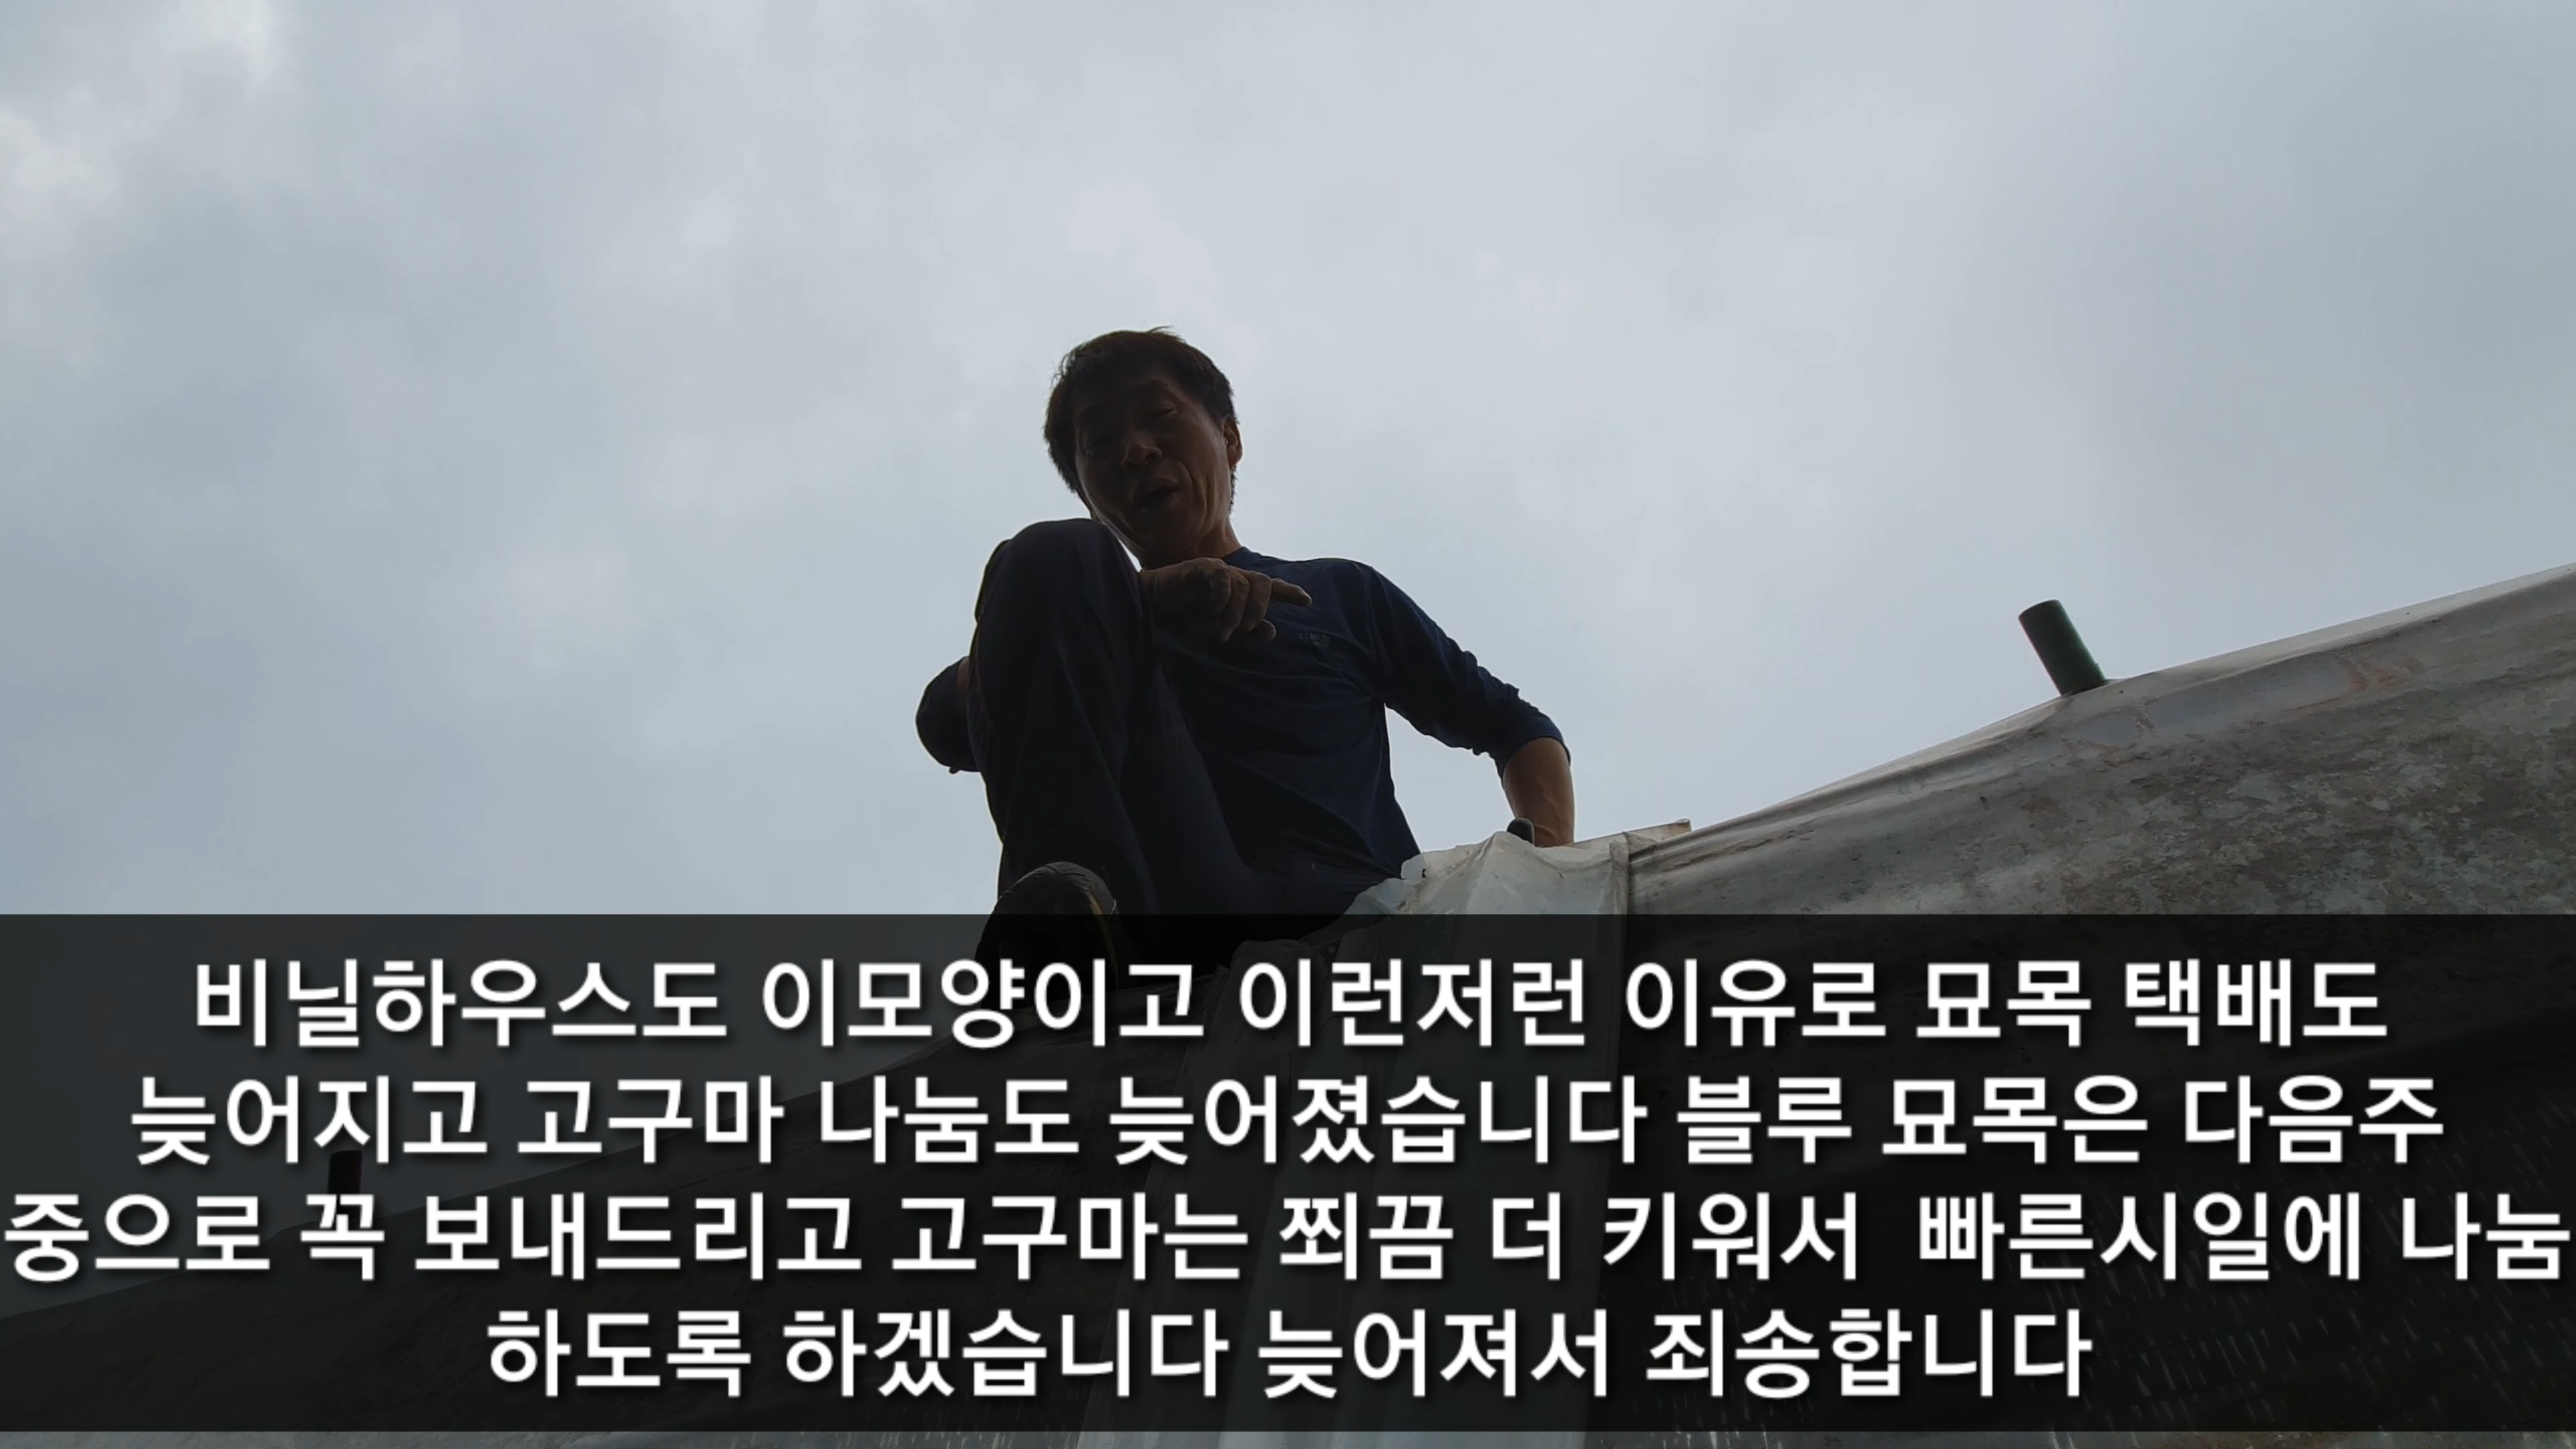 비닐하우스도 이모양이고 이런저런 이유로 묘목 택배도
늦어지고 고구마 나눔도 늦어졌습니다 블루 묘목은 다음주
중으로 꼭 보내드리고 고구마는 쬐끔 더 키워서  빠른시일에 나눔
하도록 하겠습니다 늦어져서 죄송합니다